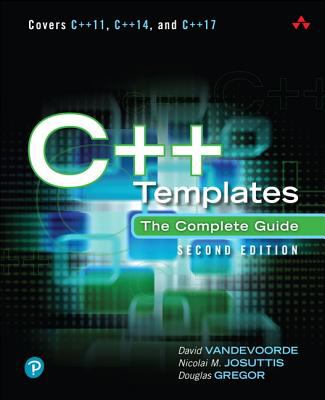 Covers C++11, C++14, and C++17
C++
Templates
The Complete Guide
SECOND EDITION
David VANDEVOORDE
Nicolai M. JOSUTTIS
Douglas GREGOR
P